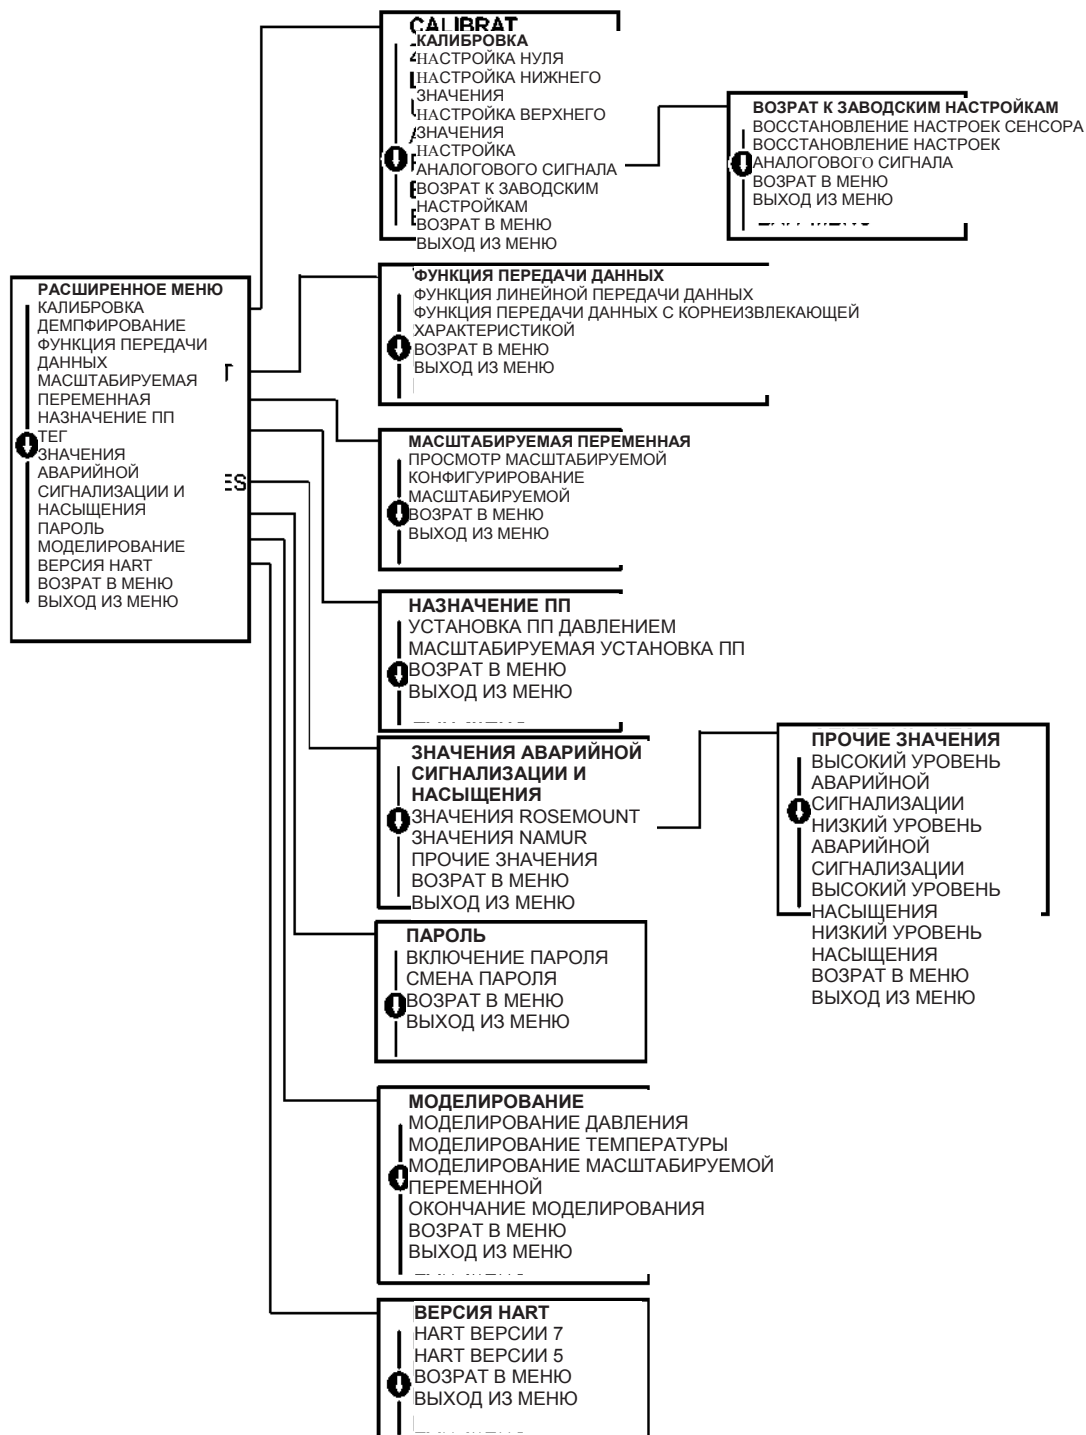 CALIBRAT
КАЛИБРОВКА
НАСТРОЙКА НУЛЯ
НАСТРОЙКА НИЖНЕГО
ЗНАЧЕНИЯ
НАСТРОЙКА ВЕРХНЕГО
ЗНАЧЕНИЯ
НАСТРОЙКА
АНАЛОГОВОГО СИГНАЛА
ВОЗРАТ К ЗАВОДСКИМ
НАСТРОЙКАМ
ВОЗРАТ В МЕНЮ
ВЫХОД ИЗ МЕНЮ
ВОЗРАТ К ЗАВОДСКИМ НАСТРОЙКАМ
ВОССТАНОВЛЕНИЕ НАСТРОЕК СЕНСОРА
ВОССТАНОВЛЕНИЕ НАСТРОЕК
АНАЛОГОВОГО СИГНАЛА
ВОЗРАТ В МЕНЮ
ВЫХОД ИЗ МЕНЮ
РАСШИРЕННОЕ МЕНЮ
КАЛИБРОВКА
ДЕМПФИРОВАНИЕ
ФУНКЦИЯ ПЕРЕДАЧИ
ДАННЫХ
МАСШТАБИРУЕМАЯ
ПЕРЕМЕННАЯ
НАЗНАЧЕНИЕ ПП
ТЕГ
ЗНАЧЕНИЯ
АВАРИЙНОЙ
СИГНАЛИЗАЦИИ И
НАСЫЩЕНИЯ
ПАРОЛЬ
МОДЕЛИРОВАНИЕ
ВЕРСИЯ HART
ВОЗРАТ В МЕНЮ
ВЫХОД ИЗ МЕНЮ
ES
ФУНКЦИЯ ПЕРЕДАЧИ ДАННЫХ
ФУНКЦИЯ ЛИНЕЙНОЙ ПЕРЕДАЧИ ДАННЫХ
ФУНКЦИЯ ПЕРЕДАЧИ ДАННЫХ С КОРНЕИЗВЛЕКАЮЩЕЙ
ХАРАКТЕРИСТИКОЙ
ВОЗРАТ В МЕНЮ
ВЫХОД ИЗ МЕНЮ
МАСШТАБИРУЕМАЯ ПЕРЕМЕННАЯ
ПРОСМОТР МАСШТАБИРУЕМОЙ
КОНФИГУРИРОВАНИЕ
МАСШТАБИРУЕМОЙ
ВОЗРАТ В МЕНЮ
ВЫХОД ИЗ МЕНЮ
НАЗНАЧЕНИЕ ПП
УСТАНОВКА ПП ДАВЛЕНИЕМ
МАСШТАБИРУЕМАЯ УСТАНОВКА ПП
ВОЗРАТ В МЕНЮ
ВЫХОД ИЗ МЕНЮ
ЗНАЧЕНИЯ АВАРИЙНОЙ
СИГНАЛИЗАЦИИ И
НАСЫЩЕНИЯ
ЗНАЧЕНИЯ ROSEMOUNT
ЗНАЧЕНИЯ NAMUR
ПРОЧИЕ ЗНАЧЕНИЯ
ВОЗРАТ В МЕНЮ
ВЫХОД ИЗ МЕНЮ
ПРОЧИЕ ЗНАЧЕНИЯ
ВЫСОКИЙ УРОВЕНЬ
АВАРИЙНОЙ
СИГНАЛИЗАЦИИ
НИЗКИЙ УРОВЕНЬ
АВАРИЙНОЙ
СИГНАЛИЗАЦИИ
ВЫСОКИЙ УРОВЕНЬ
НАСЫЩЕНИЯ
НИЗКИЙ УРОВЕНЬ
НАСЫЩЕНИЯ
ВОЗРАТ В МЕНЮ
ВЫХОД ИЗ МЕНЮ
ПАРОЛЬ
ВКЛЮЧЕНИЕ ПАРОЛЯ
СМЕНА ПАРОЛЯ
ВОЗРАТ В МЕНЮ
ВЫХОД ИЗ МЕНЮ
МОДЕЛИРОВАНИЕ
МОДЕЛИРОВАНИЕ ДАВЛЕНИЯ
МОДЕЛИРОВАНИЕ ТЕМПЕРАТУРЫ
МОДЕЛИРОВАНИЕ МАСШТАБИРУЕМОЙ
ПЕРЕМЕННОЙ
ОКОНЧАНИЕ МОДЕЛИРОВАНИЯ
ВОЗРАТ В МЕНЮ
ВЫХОД ИЗ МЕНЮ
ВЕРСИЯ HART
HART ВЕРСИИ 7
HART ВЕРСИИ 5
ВОЗРАТ В МЕНЮ
ВЫХОД ИЗ МЕНЮ